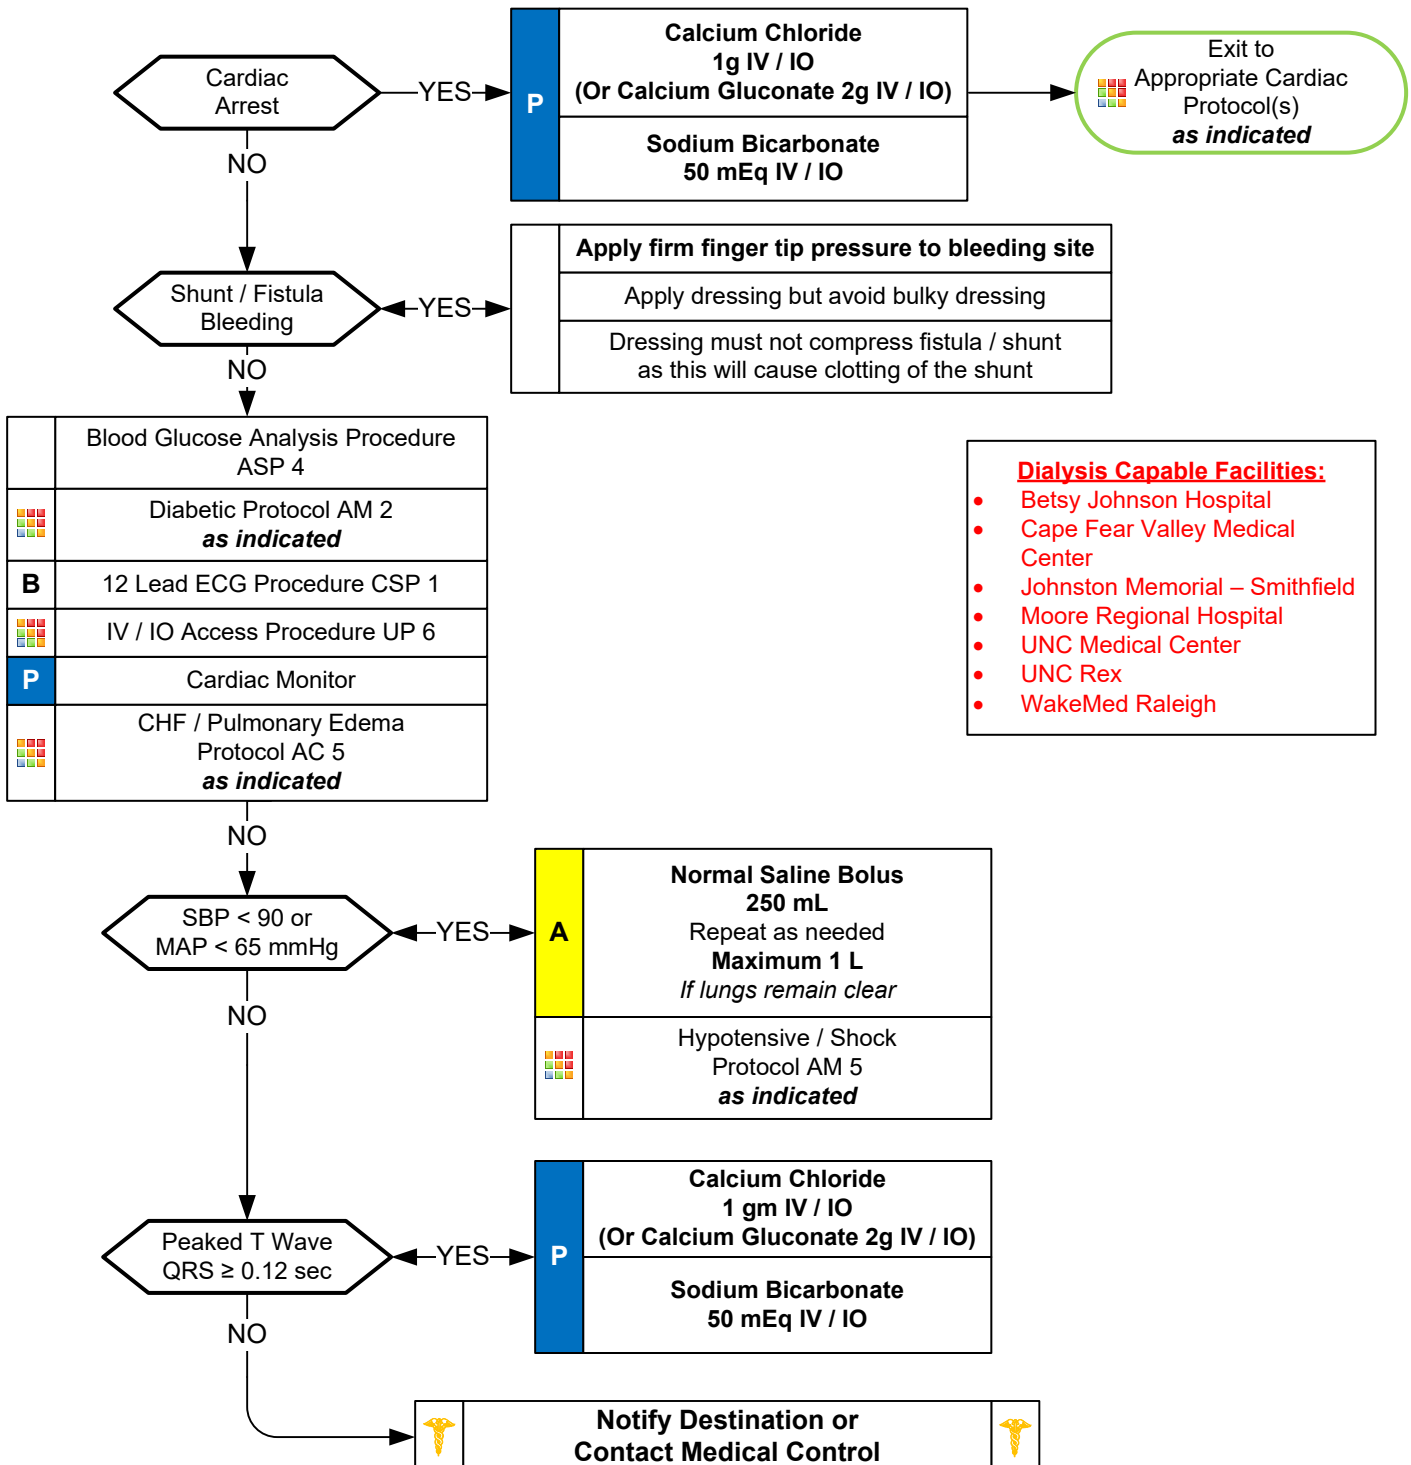 Cardiac
Arrest
YES
P
Calcium Chloride
1g IV / IO
(Or Calcium Gluconate 2g IV / IO)
Sodium Bicarbonate
50 mEq IV / IO
Exit to
Appropriate Cardiac
Protocol(s)
as indicated
NO
Shunt / Fistula
Bleeding
YES
Apply firm finger tip pressure to bleeding site
Apply dressing but avoid bulky dressing
Dressing must not compress fistula / shunt
as this will cause clotting of the shunt
NO
Blood Glucose Analysis Procedure
ASP 4
Diabetic Protocol AM 2
as indicated
B
12 Lead ECG Procedure CSP 1
IV / IO Access Procedure UP 6
P
Cardiac Monitor
CHF / Pulmonary Edema
Protocol AC 5
as indicated
Dialysis Capable Facilities:
• Betsy Johnson Hospital
• Cape Fear Valley Medical
Center
• Johnston Memorial – Smithfield
• Moore Regional Hospital
• UNC Medical Center
• UNC Rex
• WakeMed Raleigh
NO
SBP < 90 or
MAP < 65 mmHg
YES
A
Normal Saline Bolus
250 mL
Repeat as needed
Maximum 1 L
If lungs remain clear
Hypotensive / Shock
Protocol AM 5
as indicated
NO
Peaked T Wave
QRS ≥ 0.12 sec
YES
P
Calcium Chloride
1 gm IV / IO
(Or Calcium Gluconate 2g IV / IO)
Sodium Bicarbonate
50 mEq IV / IO
NO
Notify Destination or
Contact Medical Control